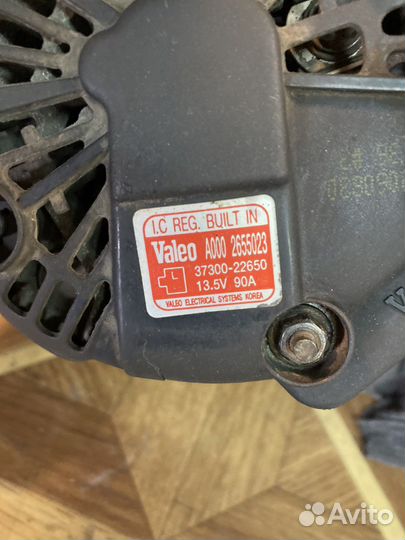 I.C REG. BUILT IN
Valeo A000 2655023
37300-22650
13.5V 90A
VALEO ELECTRICAL SYSTEMS KOREA
Avito